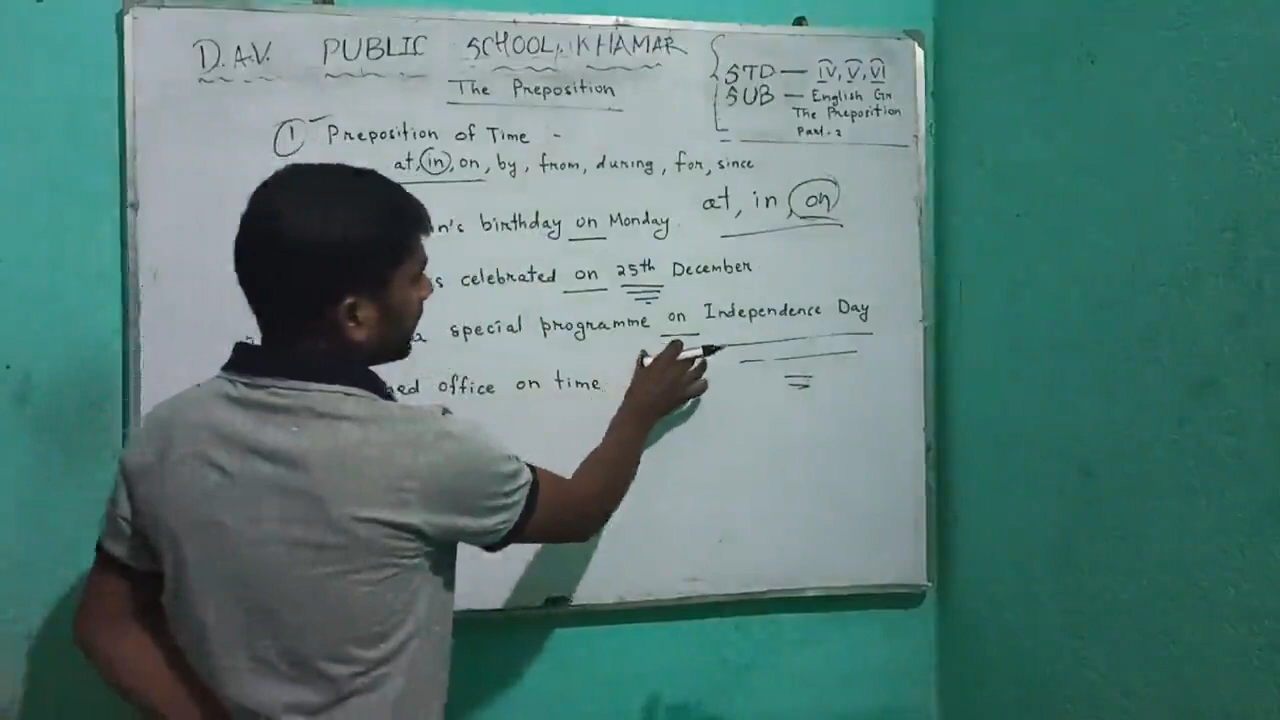 D.A.V. PUBLIC SCHOOL, KHAMAR
The Preposition
STD — IV, V, VI
SUB — English Gr
The Preposition
Part-2
1 Preposition of Time -
at, in, on, by, from, during, for, since
at, in, on
n's birthday on Monday
s celebrated on 25th December
a special programme on Independence Day
hed office on time